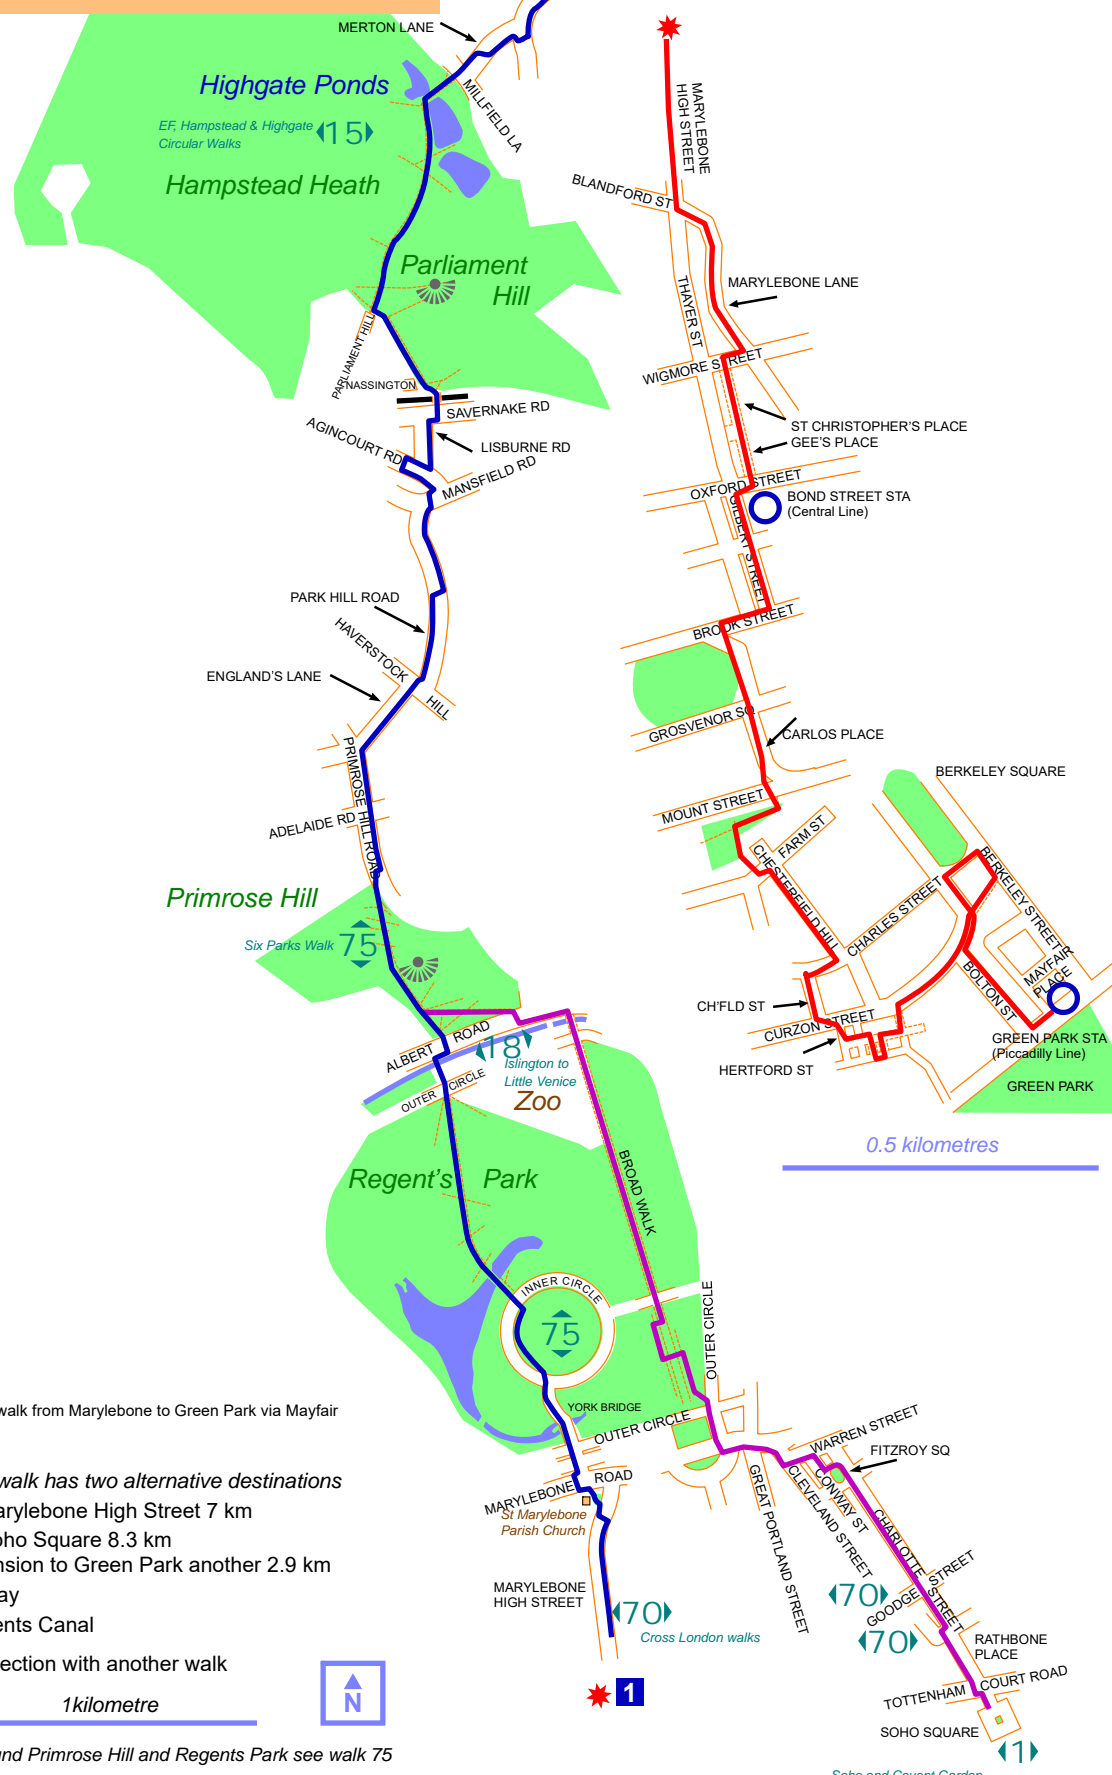 MERTON LANE
Highgate Ponds
MILLFIELD LA
EF, Hampstead & Highgate
Circular Walks
15
Hampstead Heath
Parliament
Hill
PARLIAMENT HILL
NASSINGTON
SAVERNAKE RD
AGINCOURT RD
LISBURNE RD
MANSFIELD RD
PARK HILL ROAD
HAVERSTOCK
HILL
ENGLAND'S LANE
PRIMROSE HILL ROAD
ADELAIDE RD
Primrose Hill
Six Parks Walk
75
ALBERT ROAD
18
Islington to
Little Venice
OUTER CIRCLE
Zoo
Regent's Park
BROAD WALK
INNER CIRCLE
75
OUTER CIRCLE
YORK BRIDGE
OUTER CIRCLE
MARYLEBONE ROAD
St Marylebone
Parish Church
MARYLEBONE
HIGH STREET
70
Cross London walks
1
WARREN STREET
FITZROY SQ
GREAT PORTLAND STREET
CLEVELAND STREET
CONWAY ST
CHARLOTTE STREET
70
GOODGE STREET
70
RATHBONE
PLACE
TOTTENHAM COURT ROAD
SOHO SQUARE
1
Soho and Covent Garden
MARYLEBONE
HIGH STREET
BLANDFORD ST
THAYER ST
MARYLEBONE LANE
WIGMORE STREET
ST CHRISTOPHER'S PLACE
GEE'S PLACE
OXFORD STREET
BOND STREET STA
(Central Line)
GILBERT STREET
BROOK STREET
GROSVENOR SQ
CARLOS PLACE
MOUNT STREET
FARM ST
CHESTERFIELD HILL
BERKELEY SQUARE
CHARLES STREET
BERKELEY STREET
MAYFAIR
PLACE
BOLTON ST
CH'FLD ST
CURZON STREET
HERTFORD ST
GREEN PARK STA
(Piccadilly Line)
GREEN PARK
0.5 kilometres
walk from Marylebone to Green Park via Mayfair
walk has two alternative destinations
arylebone High Street 7 km
oho Square 8.3 km
nsion to Green Park another 2.9 km
ay
ents Canal
ection with another walk
1kilometre
N
und Primrose Hill and Regents Park see walk 75